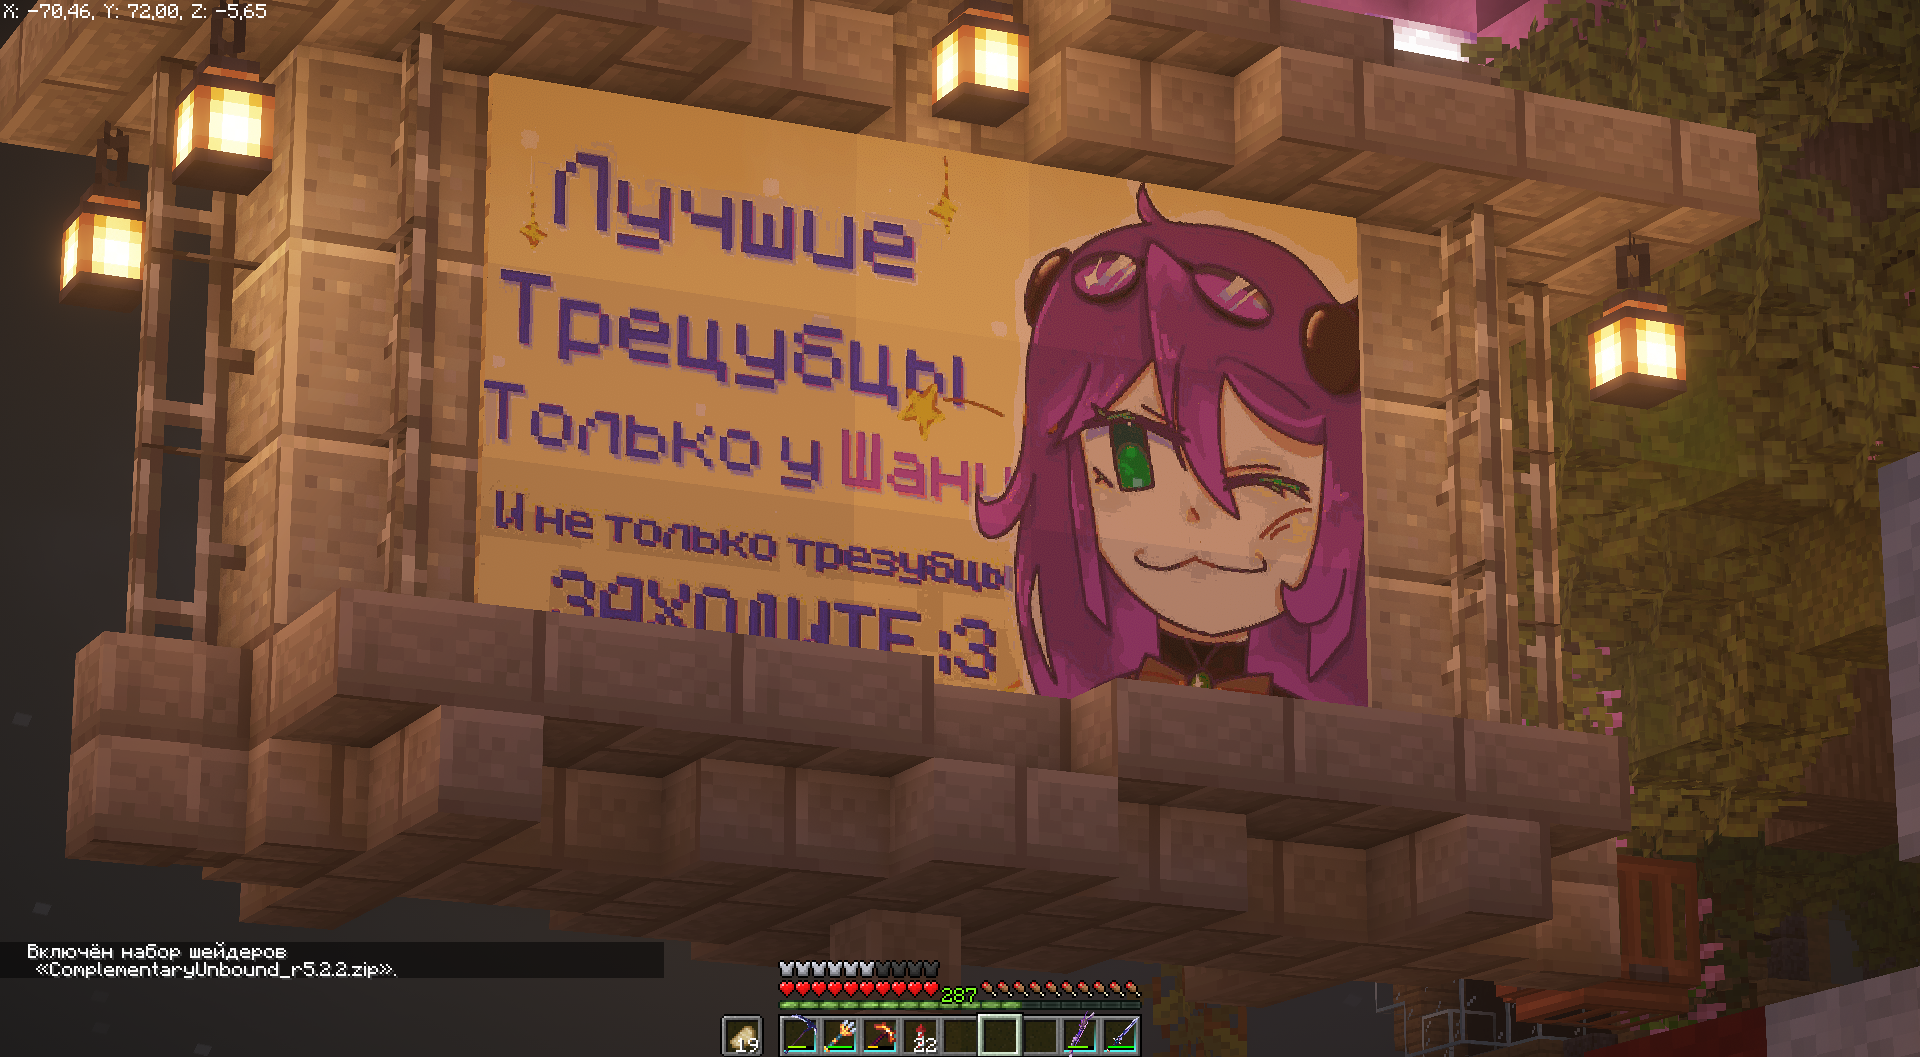 X: -70,46, Y: 72,00, Z: -5,65
Лучшие
Трецубцы
Только у Шани
И не только трезубцы
ЗАХОДИТЕ :3
Включён набор шейдеров
«ComplementaryUnbound_r5.2.2.zip».
287
19
22